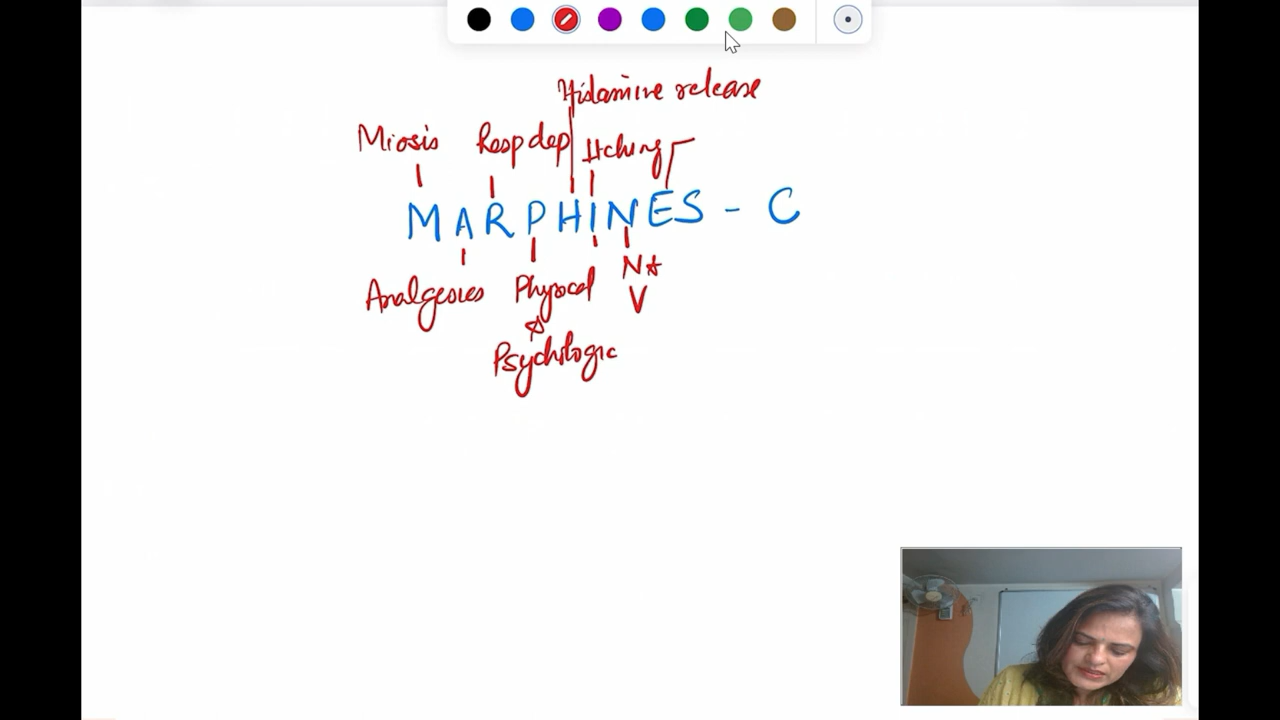 Histamine release
Miosis Resp dep Itching
MARPHINES - C
Analgesics Physical N &
V
&
Psychologic